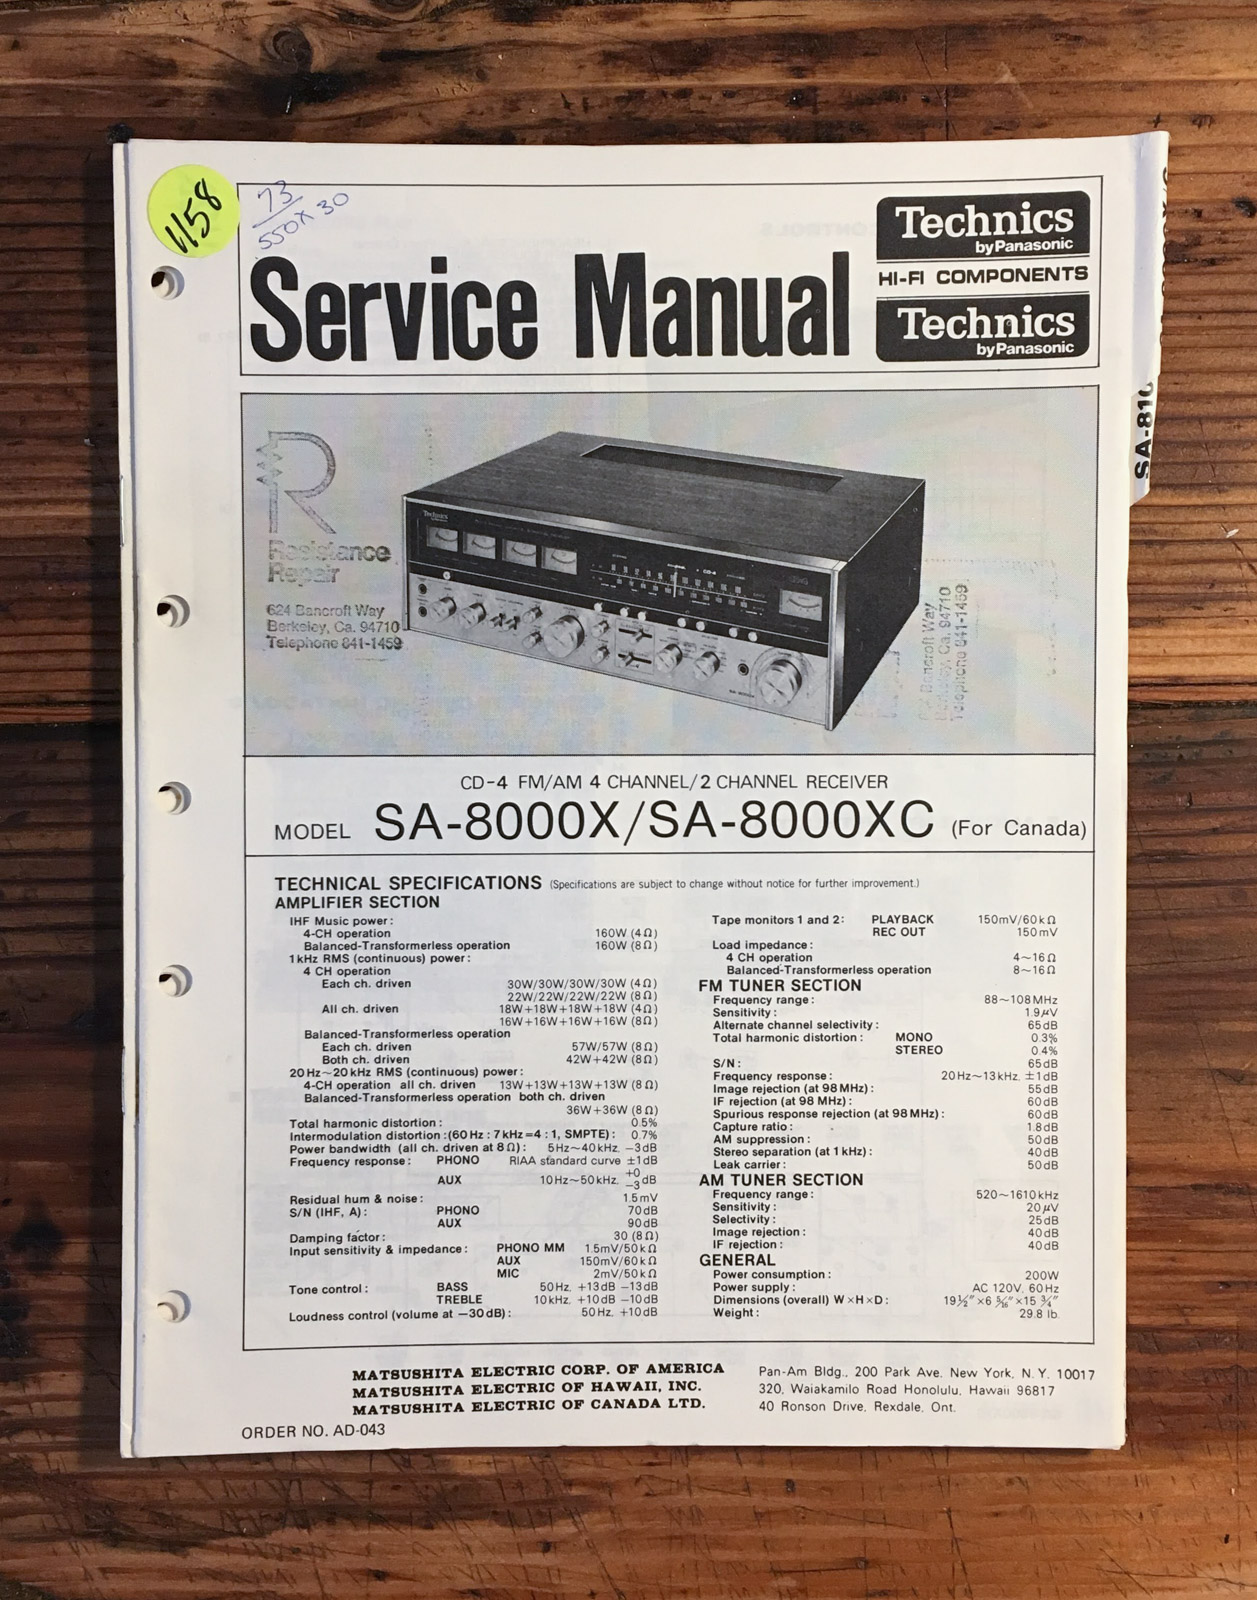 1158
73
550X 30
Service Manual
Technics
by Panasonic
HI-FI COMPONENTS
Technics
by Panasonic
SA-810
R
Resistance
Repair
624 Bancroft Way
Berkeley, Ca. 94710
Telephone 841-1459
Bancroft Way
Berkeley, Ca. 94710
Telephone 841-1459
Technics
CD-4
SA-8000X
CD-4 FM/AM 4 CHANNEL/2 CHANNEL RECEIVER
MODEL SA-8000X/SA-8000XC (For Canada)
TECHNICAL SPECIFICATIONS (Specifications are subject to change without notice for further improvement.)
AMPLIFIER SECTION
IHF Music power:
4-CH operation 160W (4Ω)
Balanced-Transformerless operation 160W (8Ω)
1kHz RMS (continuous) power:
4 CH operation
Each ch. driven 30W/30W/30W/30W (4Ω)
22W/22W/22W/22W (8Ω)
All ch. driven 18W+18W+18W+18W (4Ω)
16W+16W+16W+16W (8Ω)
Balanced-Transformerless operation
Each ch. driven 57W/57W (8Ω)
Both ch. driven 42W+42W (8Ω)
20Hz~20kHz RMS (continuous) power:
4-CH operation all ch. driven 13W+13W+13W+13W (8Ω)
Balanced-Transformerless operation both ch. driven
36W+36W (8Ω)
Total harmonic distortion: 0.5%
Intermodulation distortion:(60Hz:7kHz=4:1, SMPTE): 0.7%
Power bandwidth (all ch. driven at 8Ω): 5Hz~40kHz, −3dB
Frequency response: PHONO RIAA standard curve ±1dB
AUX 10Hz~50kHz, +0 −3 dB
Residual hum & noise: 1.5mV
S/N (IHF, A): PHONO 70dB
AUX 90dB
Damping factor: 30 (8Ω)
Input sensitivity & impedance: PHONO MM 1.5mV/50kΩ
AUX 150mV/60kΩ
MIC 2mV/50kΩ
Tone control: BASS 50Hz, +13dB −13dB
TREBLE 10kHz, +10dB −10dB
Loudness control (volume at −30dB): 50Hz, +10dB
Tape monitors 1 and 2: PLAYBACK 150mV/60kΩ
REC OUT 150mV
Load impedance:
4 CH operation 4~16Ω
Balanced-Transformerless operation 8~16Ω
FM TUNER SECTION
Frequency range: 88~108MHz
Sensitivity: 1.9μV
Alternate channel selectivity: 65dB
Total harmonic distortion: MONO 0.3%
STEREO 0.4%
S/N: 65dB
Frequency response: 20Hz~13kHz, ±1dB
Image rejection (at 98MHz): 55dB
IF rejection (at 98MHz): 60dB
Spurious response rejection (at 98MHz): 60dB
Capture ratio: 1.8dB
AM suppression: 50dB
Stereo separation (at 1kHz): 40dB
Leak carrier: 50dB
AM TUNER SECTION
Frequency range: 520~1610kHz
Sensitivity: 20μV
Selectivity: 25dB
Image rejection: 40dB
IF rejection: 40dB
GENERAL
Power consumption: 200W
Power supply: AC 120V, 60Hz
Dimensions (overall) W×H×D: 19½"×6 5/16"×15 ¾"
Weight: 29.8 lb.
MATSUSHITA ELECTRIC CORP. OF AMERICA Pan-Am Bldg., 200 Park Ave. New York, N.Y. 10017
MATSUSHITA ELECTRIC OF HAWAII, INC. 320, Waiakamilo Road Honolulu, Hawaii 96817
MATSUSHITA ELECTRIC OF CANADA LTD. 40 Ronson Drive, Rexdale, Ont.
ORDER NO. AD-043